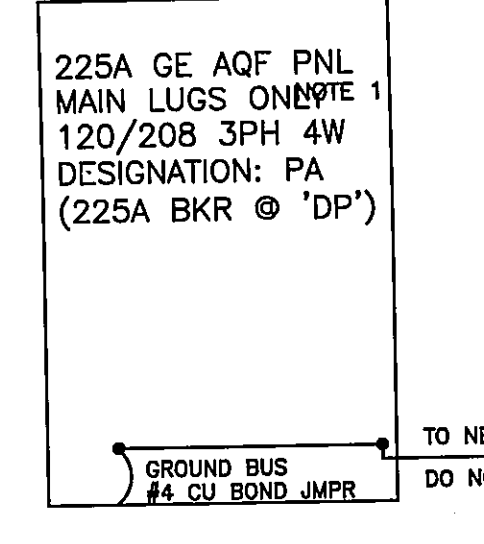 225A GE AQF PNL
MAIN LUGS ONLY NOTE 1
120/208 3PH 4W
DESIGNATION: PA
(225A BKR @ 'DP')
TO NE
GROUND BUS
DO NO
#4 CU BOND JMPR